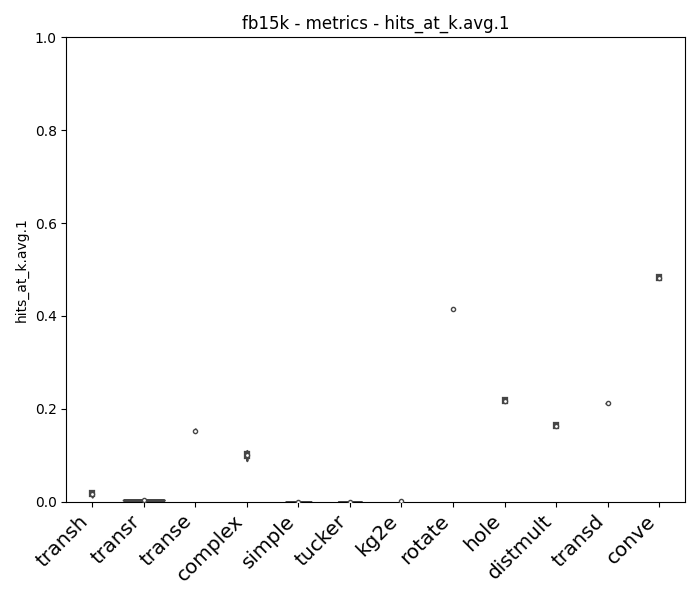 fb15k - metrics - hits_at_k.avg.1
hits_at_k.avg.1
1.0
0.8
0.6
0.4
0.2
0.0
transh
transr
transe
complex
simple
tucker
kg2e
rotate
hole
distmult
transd
conve